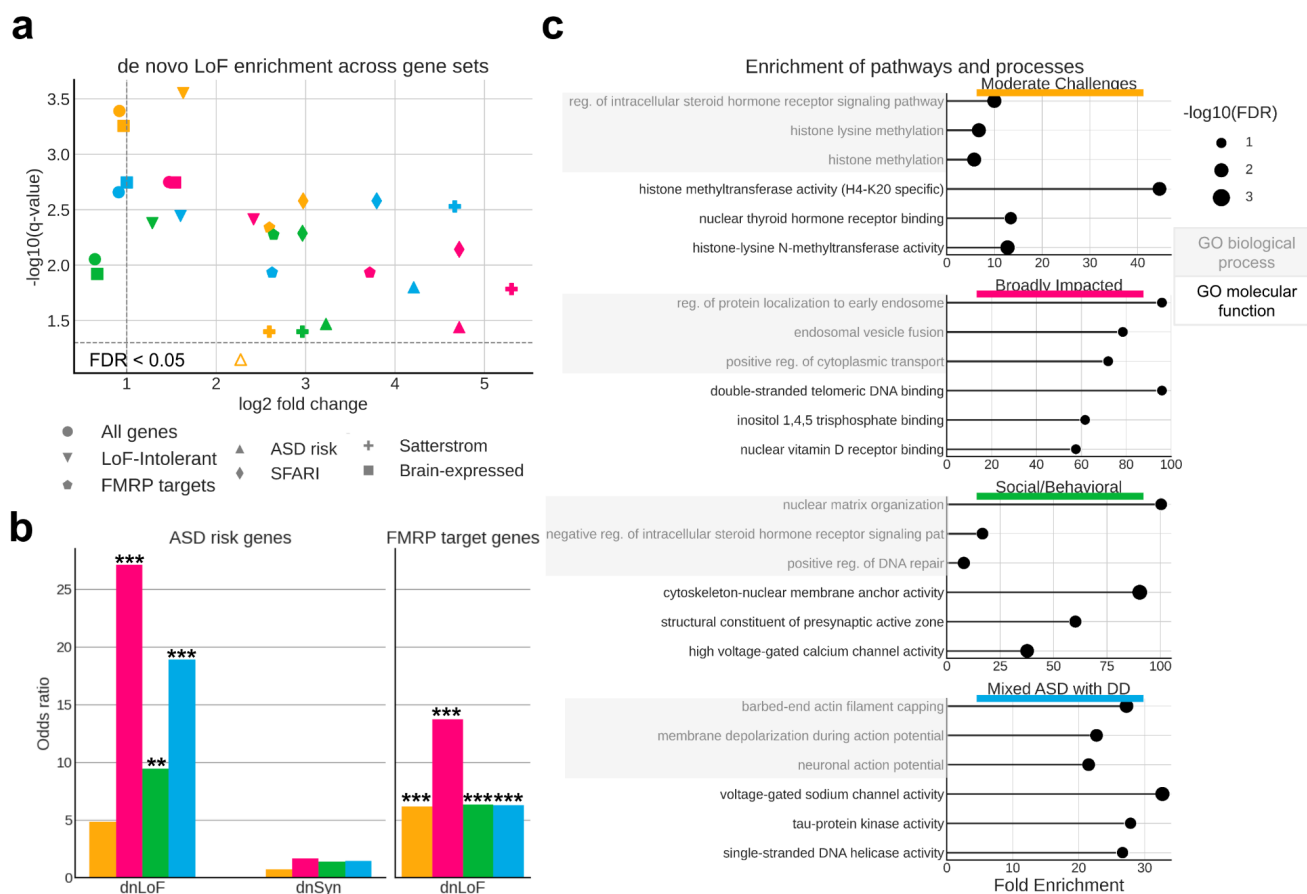 a
de novo LoF enrichment across gene sets
3.5
3.0
2.5
2.0
1.5
-log10(q-value)
FDR < 0.05
1
2
3
4
5
log2 fold change
All genes
LoF-Intolerant
FMRP targets
ASD risk
SFARI
Satterstrom
Brain-expressed
b
ASD risk genes
FMRP target genes
Odds ratio
25
20
15
10
5
0
***
**
***
***
***
***
***
dnLoF
dnSyn
dnLoF
c
Enrichment of pathways and processes
Moderate Challenges
reg. of intracellular steroid hormone receptor signaling pathway
histone lysine methylation
histone methylation
histone methyltransferase activity (H4-K20 specific)
nuclear thyroid hormone receptor binding
histone-lysine N-methyltransferase activity
0 10 20 30 40
Broadly Impacted
reg. of protein localization to early endosome
endosomal vesicle fusion
positive reg. of cytoplasmic transport
double-stranded telomeric DNA binding
inositol 1,4,5 trisphosphate binding
nuclear vitamin D receptor binding
0 20 40 60 80 100
Social/Behavioral
nuclear matrix organization
negative reg. of intracellular steroid hormone receptor signaling pat
positive reg. of DNA repair
cytoskeleton-nuclear membrane anchor activity
structural constituent of presynaptic active zone
high voltage-gated calcium channel activity
0 25 50 75 100
Mixed ASD with DD
barbed-end actin filament capping
membrane depolarization during action potential
neuronal action potential
voltage-gated sodium channel activity
tau-protein kinase activity
single-stranded DNA helicase activity
0 10 20 30
Fold Enrichment
-log10(FDR)
1
2
3
GO biological
process
GO molecular
function